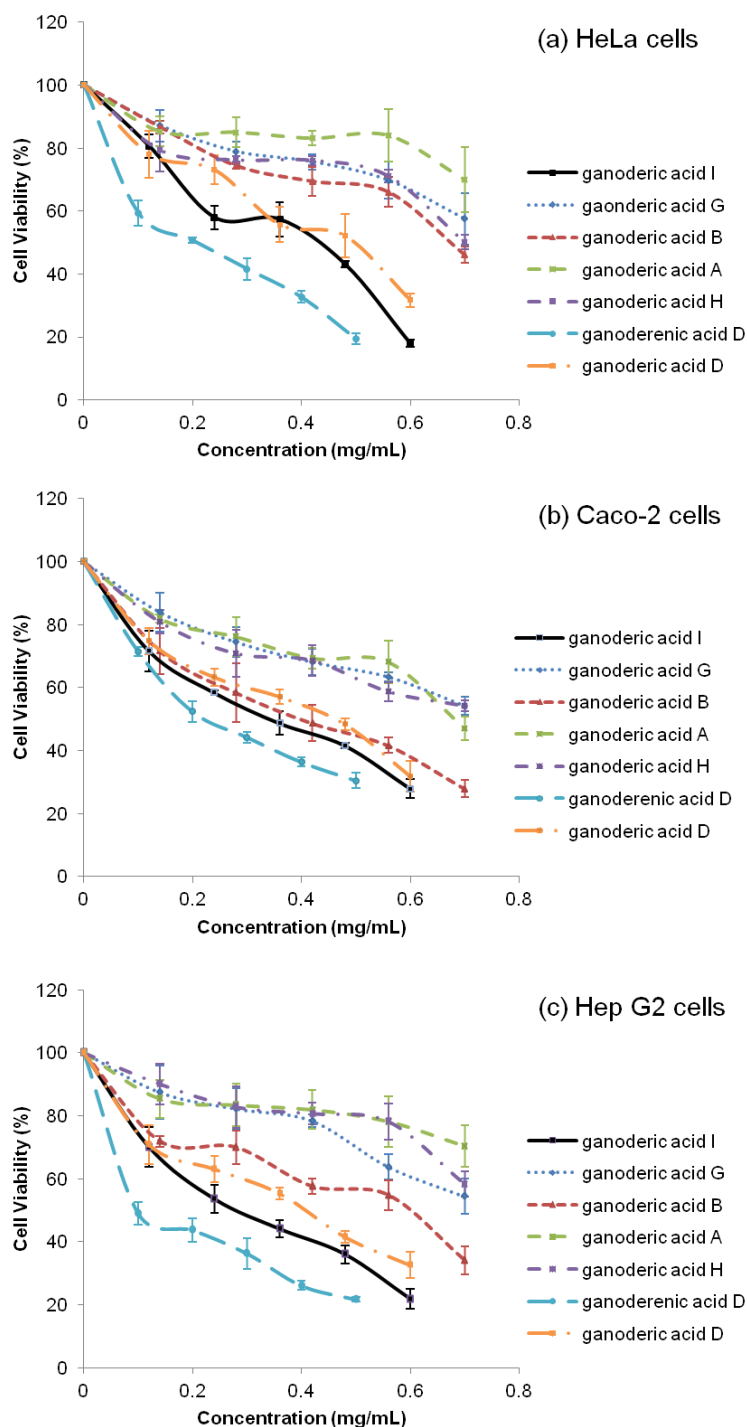 (a) HeLa cells
120
100
80
60
40
20
0
Cell Viability (%)
0
0.2
0.4
0.6
0.8
Concentration (mg/mL)
ganoderic acid I
gaonderic acid G
ganoderic acid B
ganoderic acid A
ganoderic acid H
ganoderenic acid D
ganoderic acid D
(b) Caco-2 cells
120
100
80
60
40
20
0
Cell Viability (%)
0
0.2
0.4
0.6
0.8
Concentration (mg/mL)
ganoderic acid I
ganoderic acid G
ganoderic acid B
ganoderic acid A
ganoderic acid H
ganoderenic acid D
ganoderic acid D
(c) Hep G2 cells
120
100
80
60
40
20
0
Cell Viability (%)
0
0.2
0.4
0.6
0.8
Concentration (mg/mL)
ganoderic acid I
ganoderic acid G
ganoderic acid B
ganoderic acid A
ganoderic acid H
ganoderenic acid D
ganoderic acid D